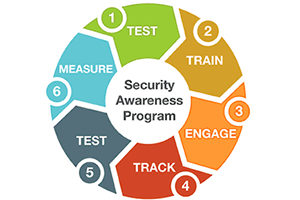 1
TEST
2
TRAIN
3
ENGAGE
4
TRACK
5
TEST
6
MEASURE
Security
Awareness
Program